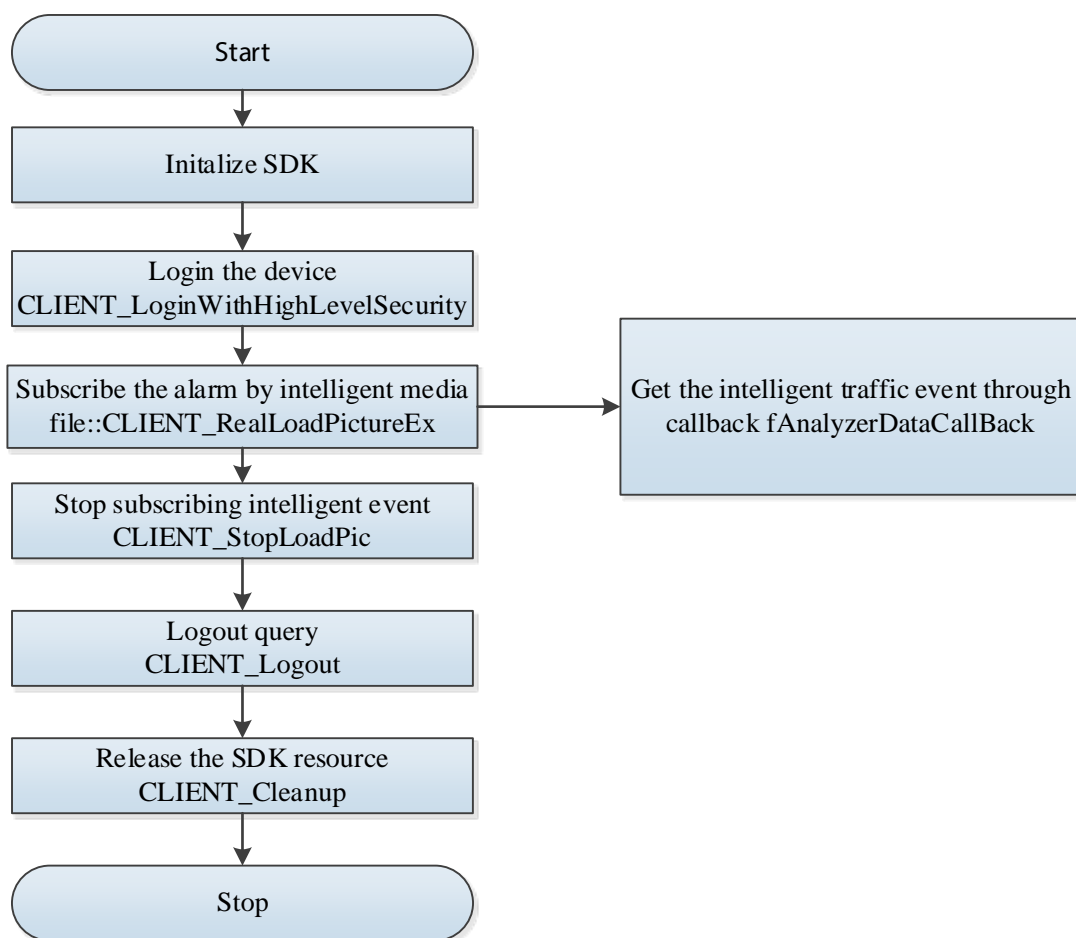 Start
Initalize SDK
Login the device
CLIENT_LoginWithHighLevelSecurity
Subscribe the alarm by intelligent media
file::CLIENT_RealLoadPictureEx
Get the intelligent traffic event through
callback fAnalyzerDataCallBack
Stop subscribing intelligent event
CLIENT_StopLoadPic
Logout query
CLIENT_Logout
Release the SDK resource
CLIENT_Cleanup
Stop